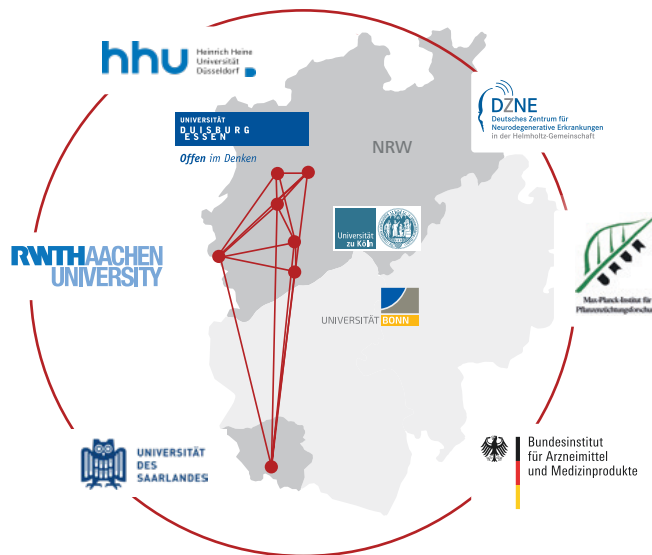 hhu
Heinrich Heine
Universität
Düsseldorf
DZNE
Deutsches Zentrum für
Neurodegenerative Erkrankungen
in der Helmholtz-Gemeinschaft
UNIVERSITÄT
DUISBURG
ESSEN
Offen im Denken
NRW
Universität
zu Köln
RWTHAACHEN
UNIVERSITY
Max-Planck-Institut für
Pflanzenzüchtungsforschung
UNIVERSITÄT BONN
UNIVERSITÄT
DES
SAARLANDES
Bundesinstitut
für Arzneimittel
und Medizinprodukte